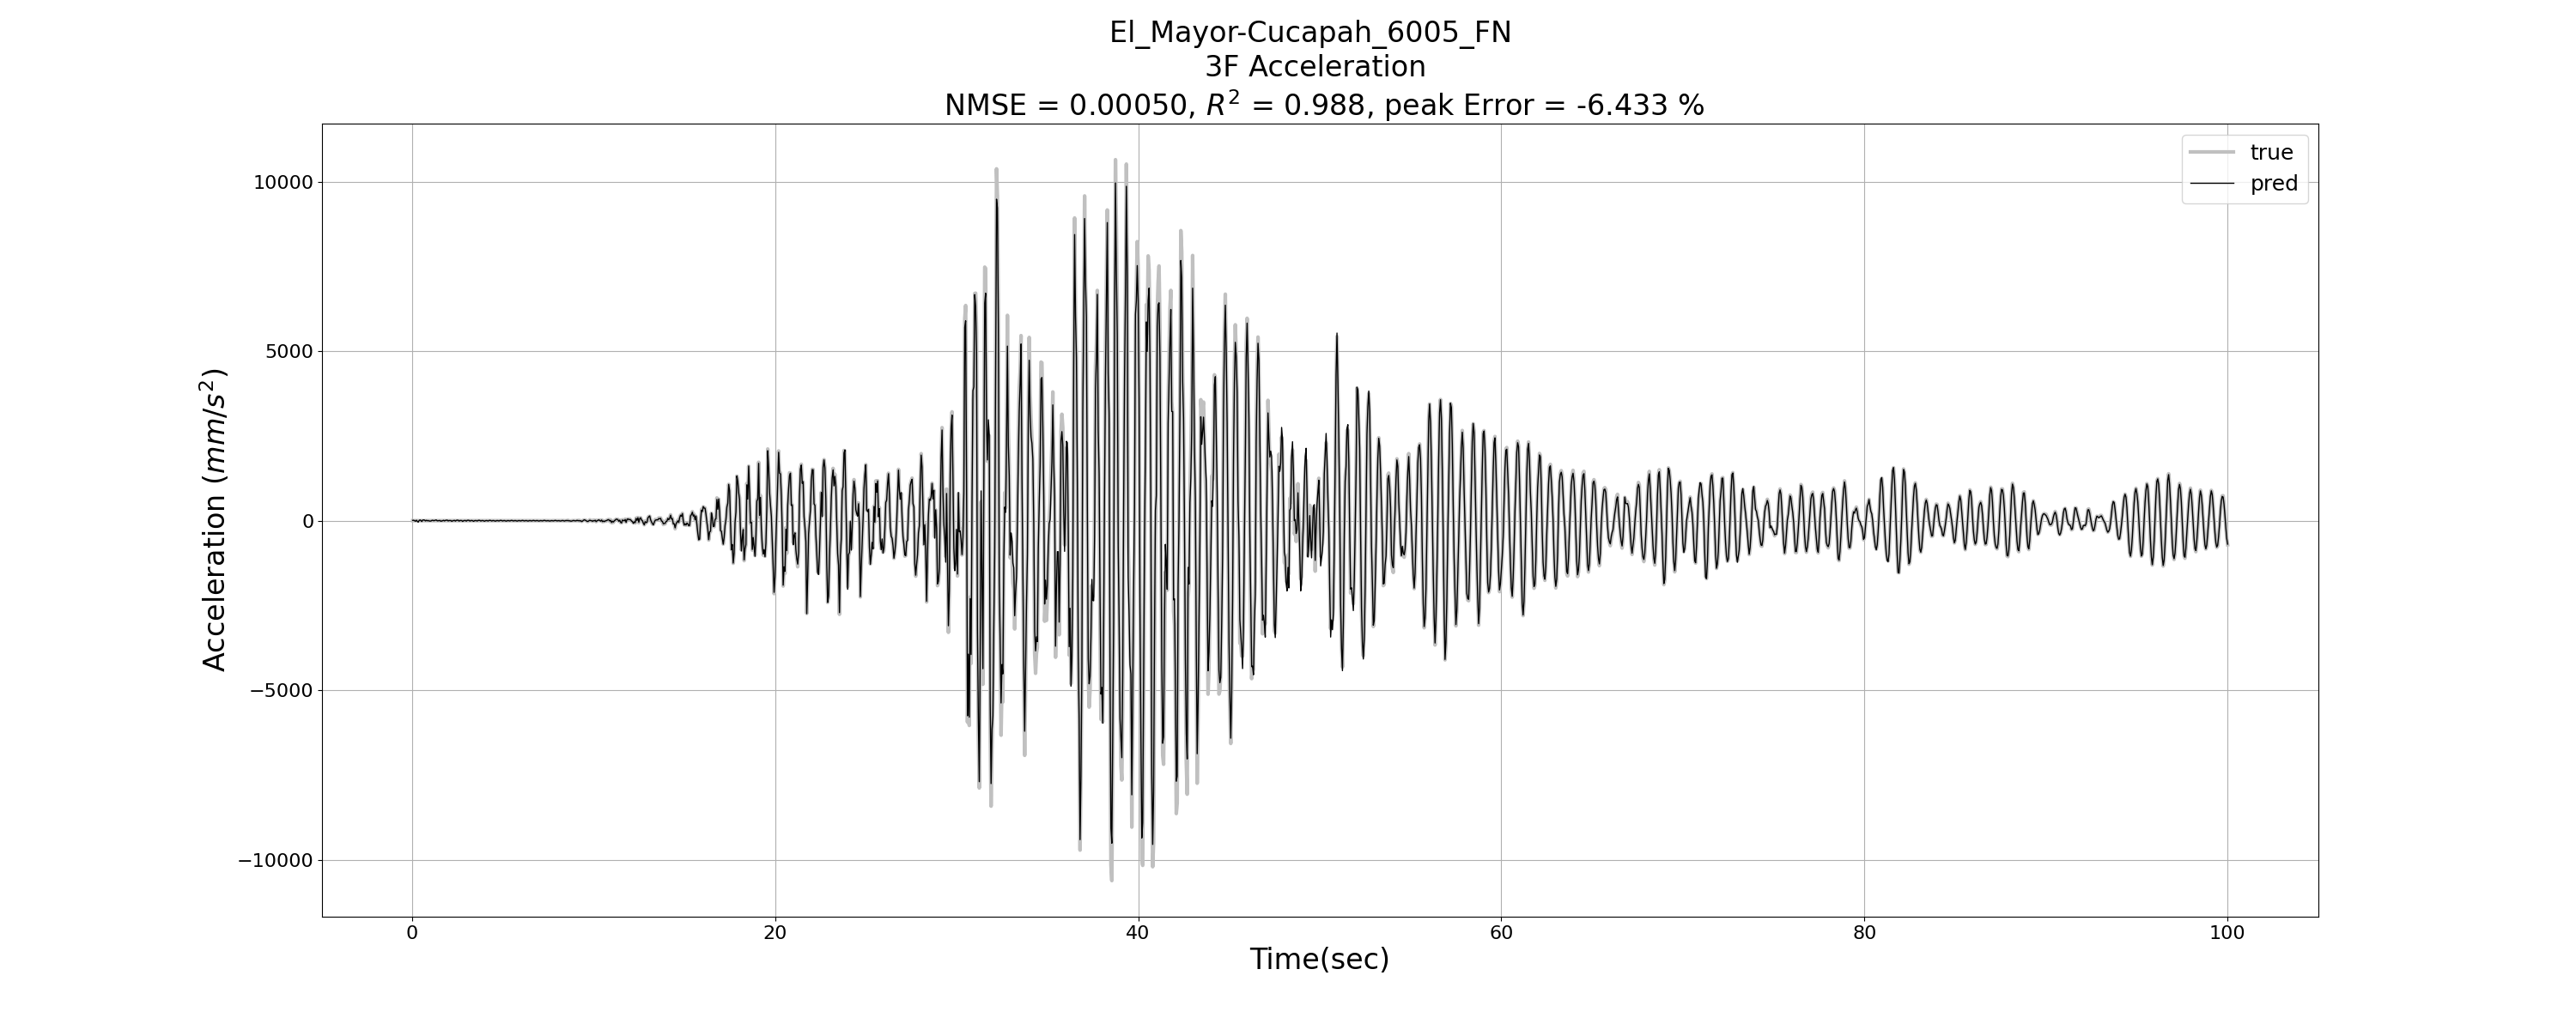 El_Mayor-Cucapah_6005_FN
3F Acceleration
NMSE = 0.00050, R² = 0.988, peak Error = -6.433 %
true
pred
10000
5000
0
−5000
−10000
Acceleration (mm/s²)
0
20
40
60
80
100
Time(sec)